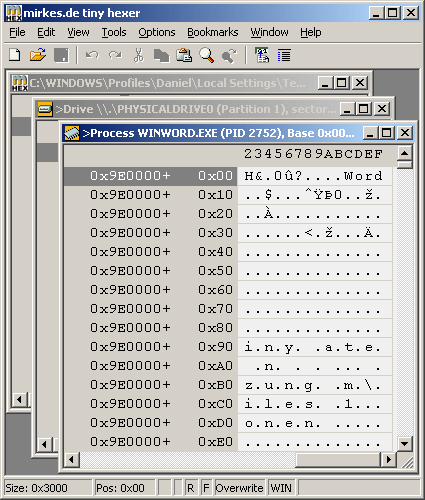 mirkes.de tiny hexer
File Edit View Tools Options Bookmarks Window Help
C:\WINDOWS\Profiles\Daniel\Local Settings\Te...
>Drive \\.\PHYSICALDRIVE0 (Partition 1), sector...
>Process WINWORD.EXE (PID 2752), Base 0x00...
23456789ABCDEF
0x9E0000+ 0x00 H&.0û?....Word
0x9E0000+ 0x10 ..$...^ŸÞ0..ž.
0x9E0000+ 0x20 ..À...........
0x9E0000+ 0x30 ......<.ž...Ä.
0x9E0000+ 0x40 ..............
0x9E0000+ 0x50 ..............
0x9E0000+ 0x60 ..............
0x9E0000+ 0x70 ..............
0x9E0000+ 0x80 ..............
0x9E0000+ 0x90 i.n.y. .a.t.e.
0x9E0000+ 0xA0 .n. . . . ...
0x9E0000+ 0xB0 z.u.n.g. .m.\.
0x9E0000+ 0xC0 i.l.e.s. .1...
0x9E0000+ 0xD0 o.n.e.n. .....
0x9E0000+ 0xE0 ..............
Size: 0x3000 Pos: 0x00 R F Overwrite WIN